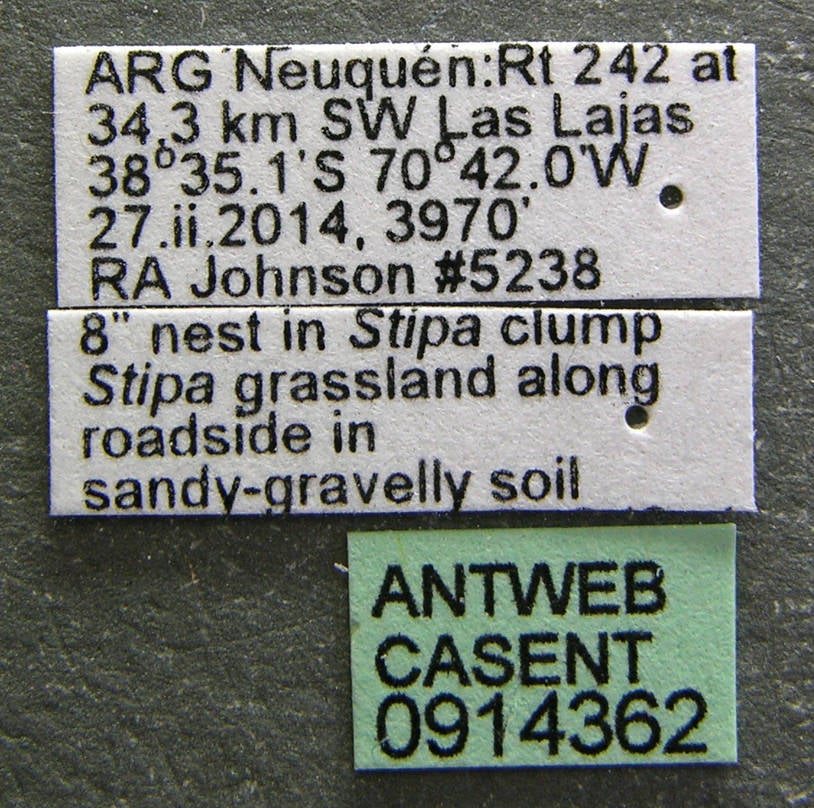 ARG Neuquén:Rt 242 at
34.3 km SW Las Lajas
38°35.1'S 70°42.0'W
27.ii.2014, 3970'
RA Johnson #5238
8" nest in Stipa clump
Stipa grassland along
roadside in
sandy-gravelly soil
ANTWEB
CASENT
0914362